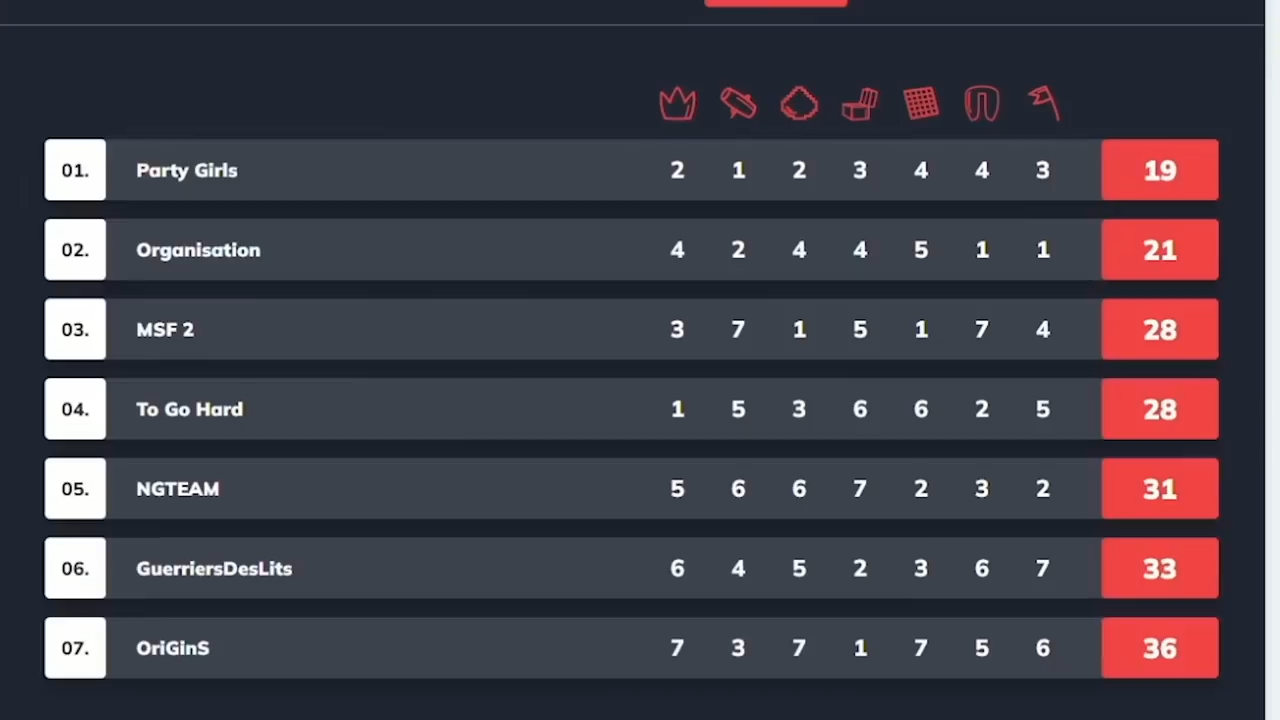 01. Party Girls 2 1 2 3 4 4 3 19
02. Organisation 4 2 4 4 5 1 1 21
03. MSF 2 3 7 1 5 1 7 4 28
04. To Go Hard 1 5 3 6 6 2 5 28
05. NGTEAM 5 6 6 7 2 3 2 31
06. GuerriersDesLits 6 4 5 2 3 6 7 33
07. OriGinS 7 3 7 1 7 5 6 36